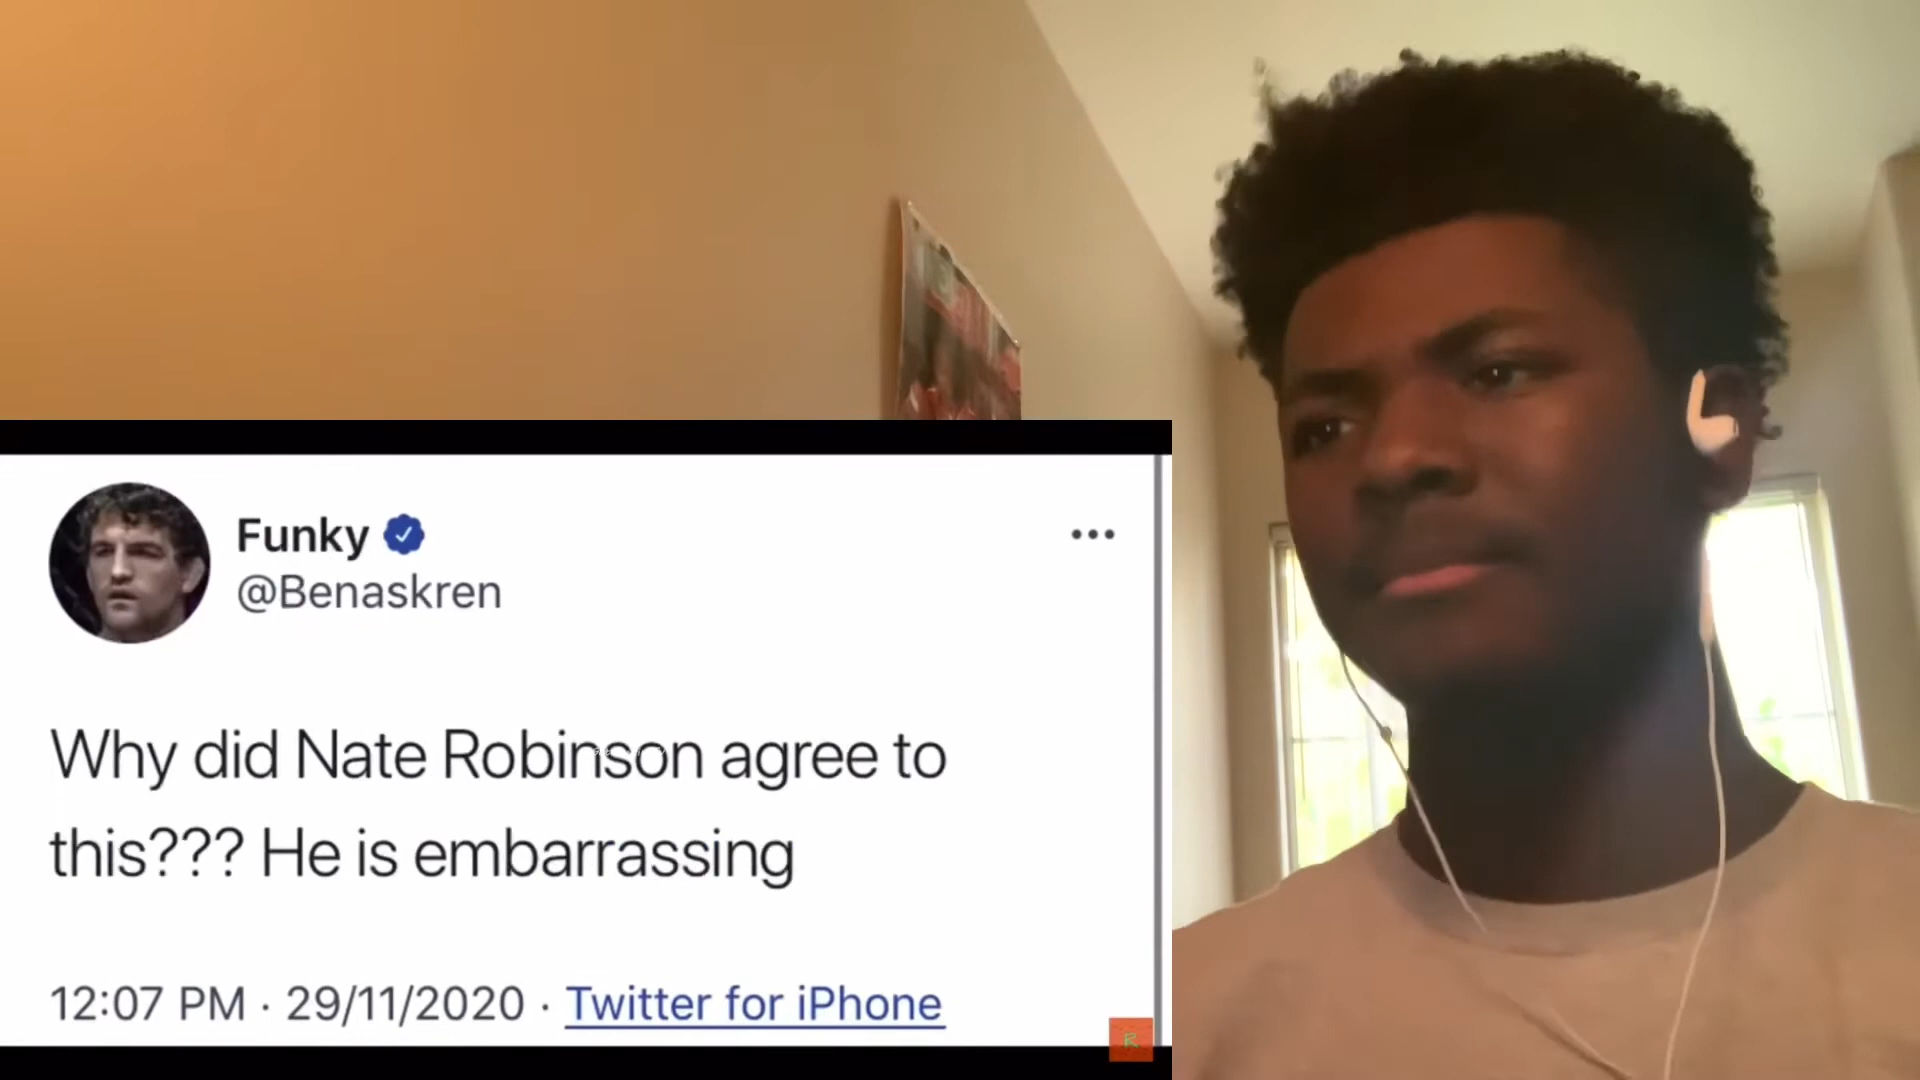 Funky
@Benaskren
Why did Nate Robinson agree to
this??? He is embarrassing
12:07 PM · 29/11/2020 · Twitter for iPhone
R